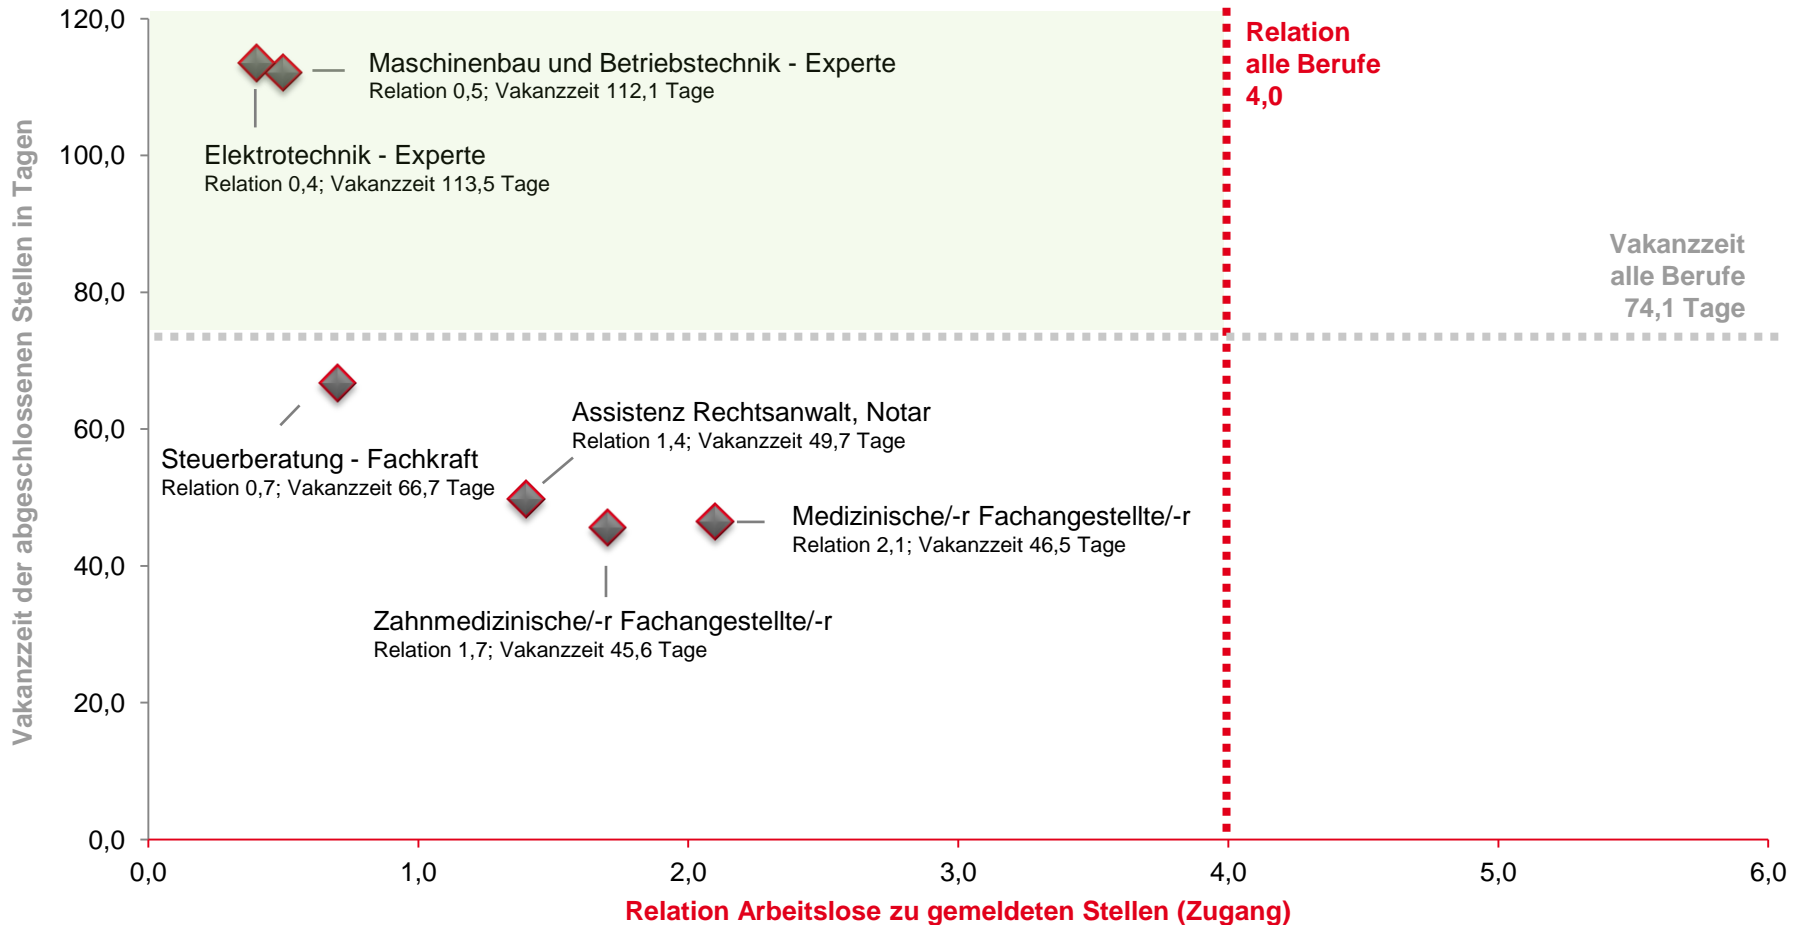 Vakanzzeit der abgeschlossenen Stellen in Tagen
120,0
100,0
80,0
60,0
40,0
20,0
0,0
Maschinenbau und Betriebstechnik - Experte
Relation 0,5; Vakanzzeit 112,1 Tage
Elektrotechnik - Experte
Relation 0,4; Vakanzzeit 113,5 Tage
Relation
alle Berufe
4,0
Vakanzzeit
alle Berufe
74,1 Tage
Steuerberatung - Fachkraft
Relation 0,7; Vakanzzeit 66,7 Tage
Assistenz Rechtsanwalt, Notar
Relation 1,4; Vakanzzeit 49,7 Tage
Medizinische/-r Fachangestellte/-r
Relation 2,1; Vakanzzeit 46,5 Tage
Zahnmedizinische/-r Fachangestellte/-r
Relation 1,7; Vakanzzeit 45,6 Tage
0,0
1,0
2,0
3,0
4,0
5,0
6,0
Relation Arbeitslose zu gemeldeten Stellen (Zugang)